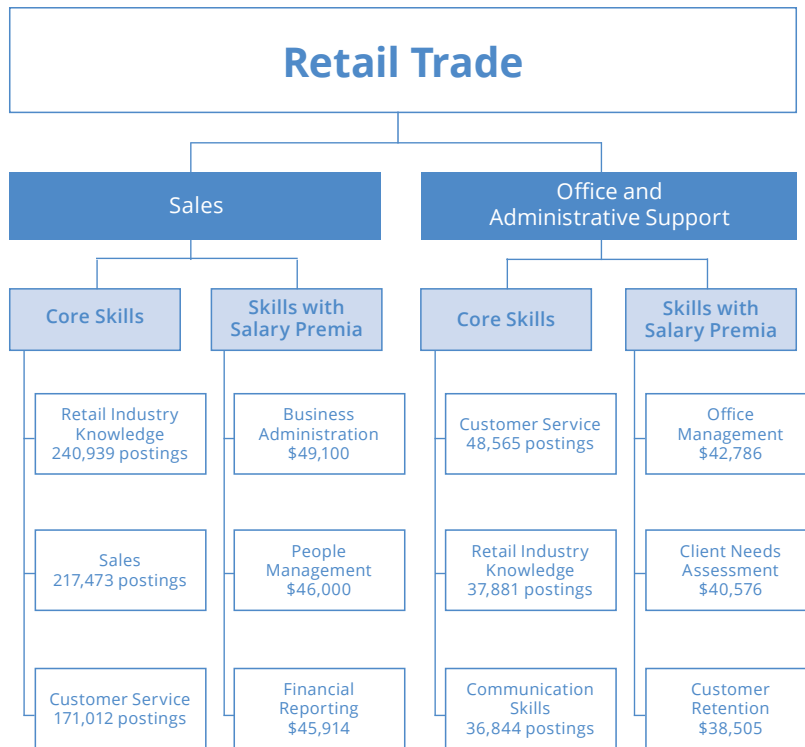 Retail Trade
Sales
Office and
Administrative Support
Core Skills
Skills with
Salary Premia
Core Skills
Skills with
Salary Premia
Retail Industry
Knowledge
240,939 postings
Business
Administration
$49,100
Customer Service
48,565 postings
Office
Management
$42,786
Sales
217,473 postings
People
Management
$46,000
Retail Industry
Knowledge
37,881 postings
Client Needs
Assessment
$40,576
Customer Service
171,012 postings
Financial
Reporting
$45,914
Communication
Skills
36,844 postings
Customer
Retention
$38,505